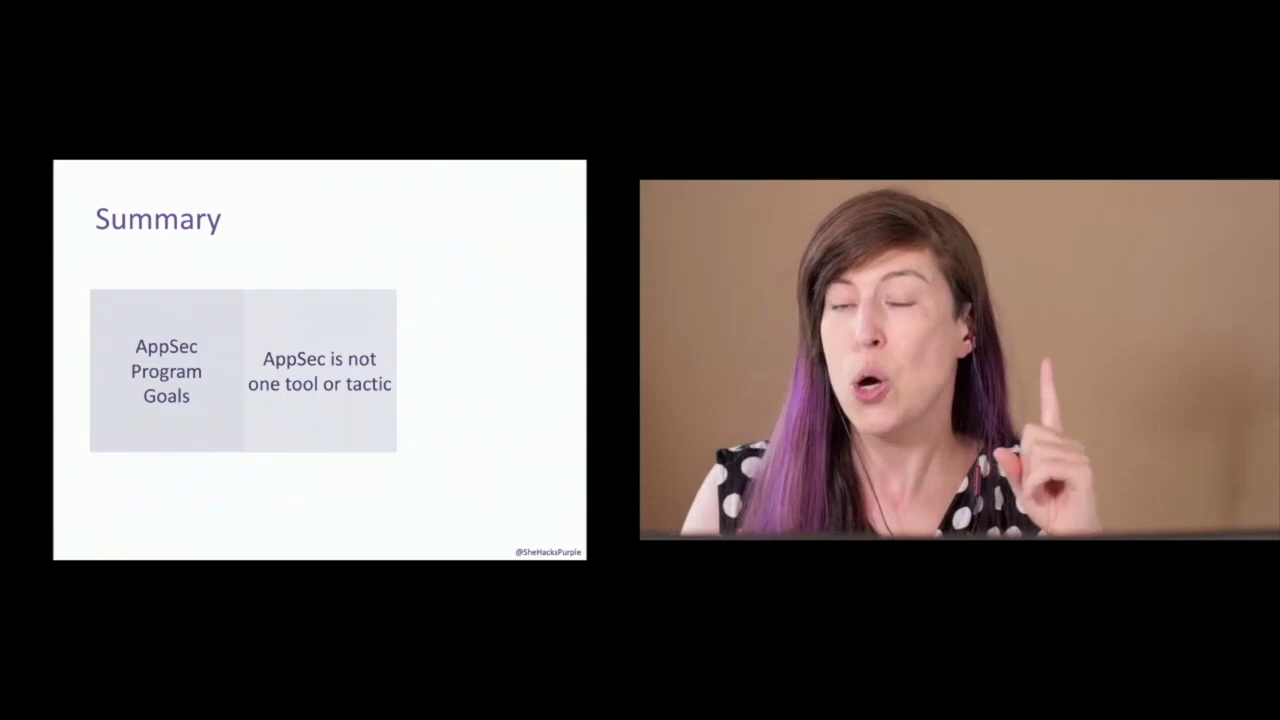 Summary
AppSec
Program
Goals
AppSec is not
one tool or tactic
@SheHacksPurple